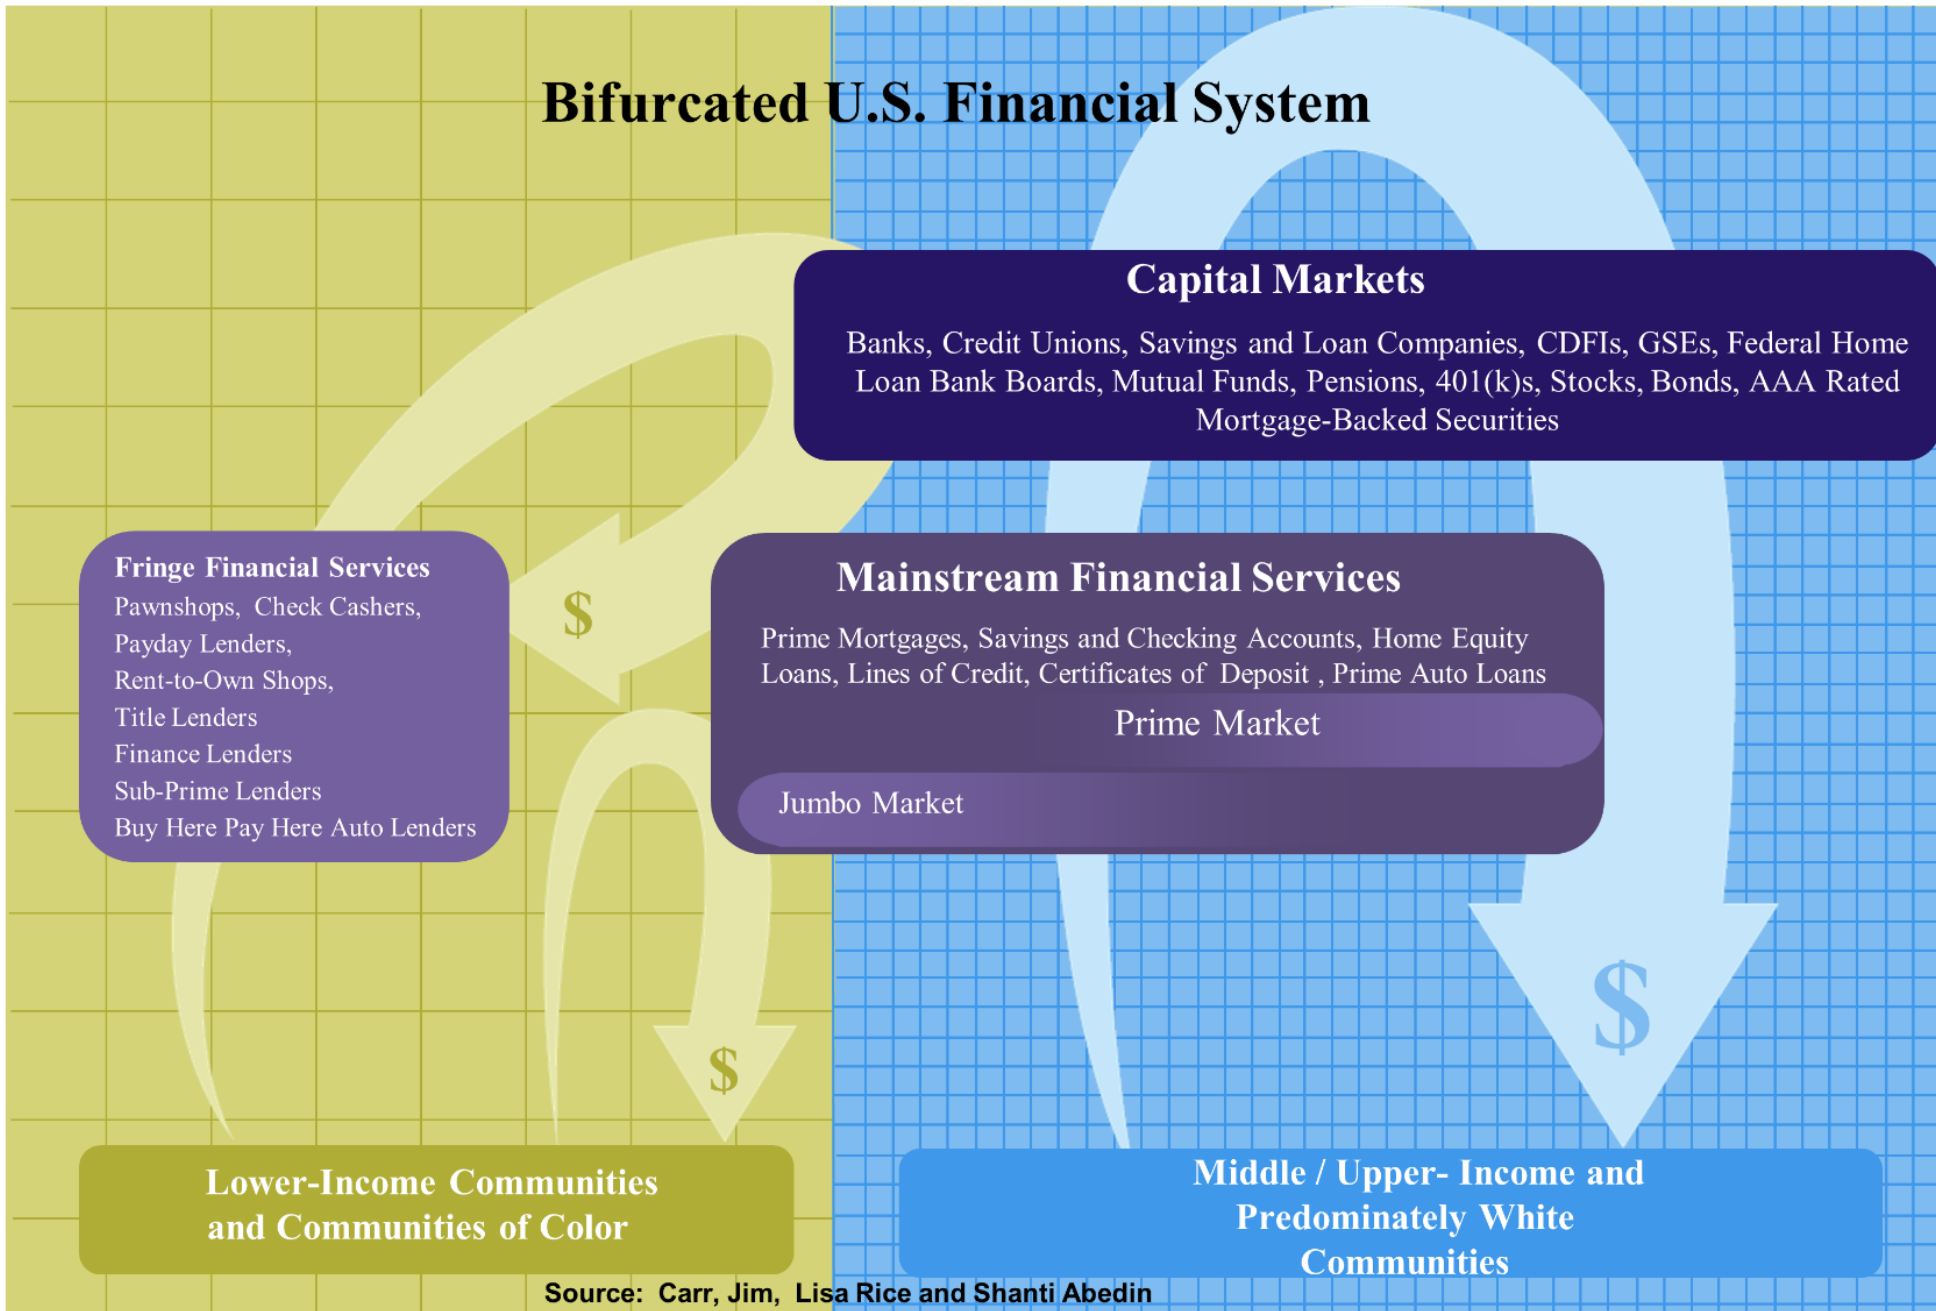 Bifurcated U.S. Financial System
Capital Markets
Banks, Credit Unions, Savings and Loan Companies, CDFIs, GSEs, Federal Home
Loan Bank Boards, Mutual Funds, Pensions, 401(k)s, Stocks, Bonds, AAA Rated
Mortgage-Backed Securities
Fringe Financial Services
Pawnshops, Check Cashers,
Payday Lenders,
Rent-to-Own Shops,
Title Lenders
Finance Lenders
Sub-Prime Lenders
Buy Here Pay Here Auto Lenders
$
Mainstream Financial Services
Prime Mortgages, Savings and Checking Accounts, Home Equity
Loans, Lines of Credit, Certificates of Deposit , Prime Auto Loans
Prime Market
Jumbo Market
$
$
Lower-Income Communities
and Communities of Color
Middle / Upper- Income and
Predominately White
Communities
Source: Carr, Jim, Lisa Rice and Shanti Abedin